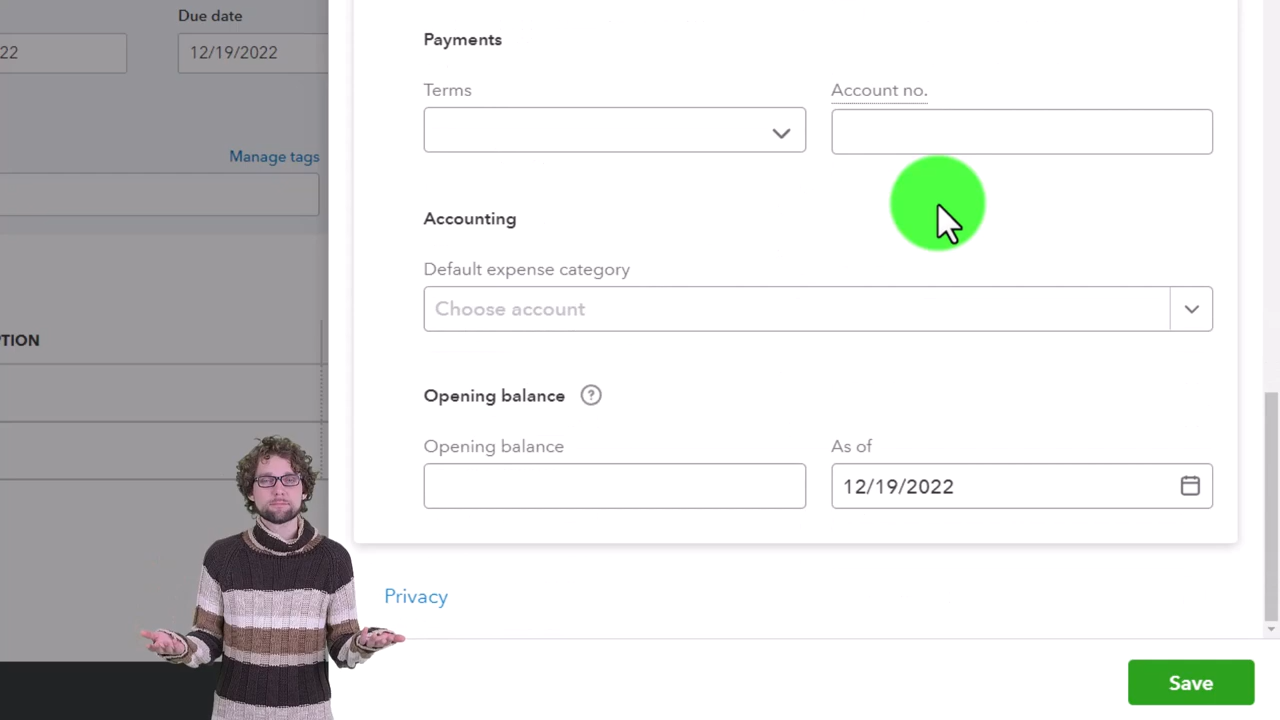 Due date
22
12/19/2022
Manage tags
PTION
Payments
Terms
Account no.
Accounting
Default expense category
Choose account
Opening balance ?
Opening balance
As of
12/19/2022
Privacy
Save